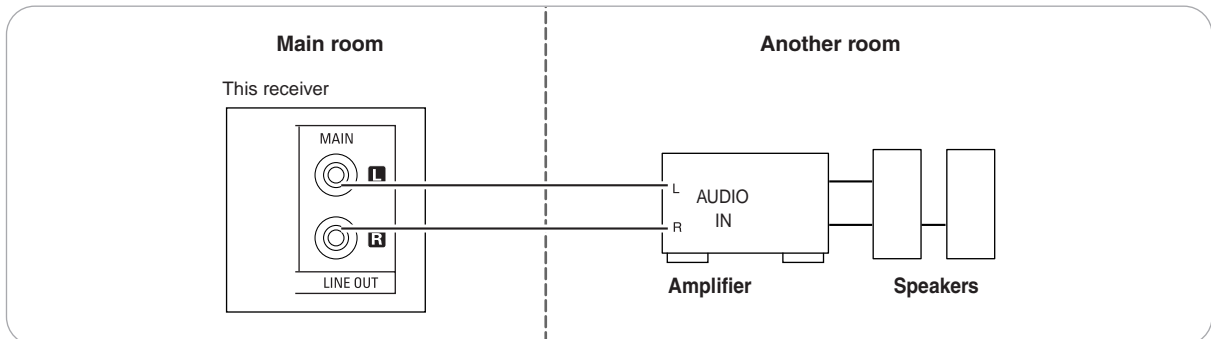 Main room
Another room
This receiver
MAIN
L
R
LINE OUT
L
AUDIO
IN
R
Amplifier
Speakers